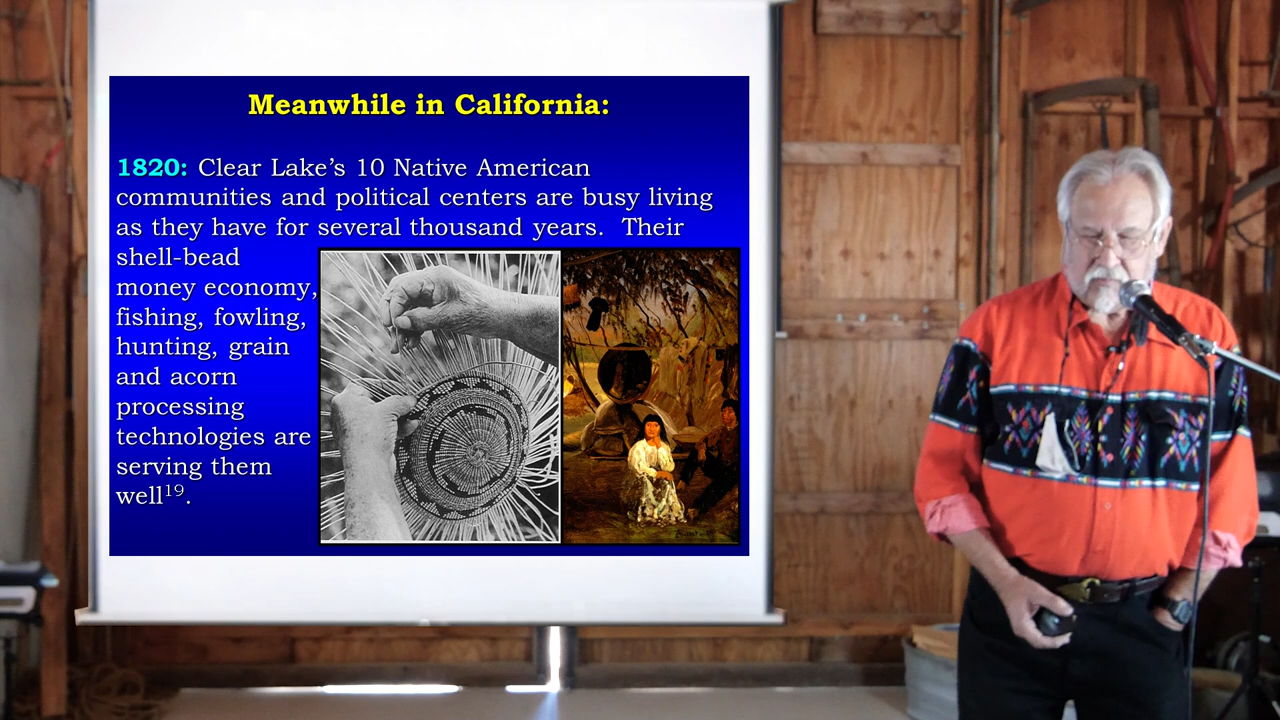 Meanwhile in California:
1820: Clear Lake’s 10 Native American
communities and political centers are busy living
as they have for several thousand years.  Their
shell-bead
money economy,
fishing, fowling,
hunting, grain
and acorn
processing
technologies are
serving them
well19.